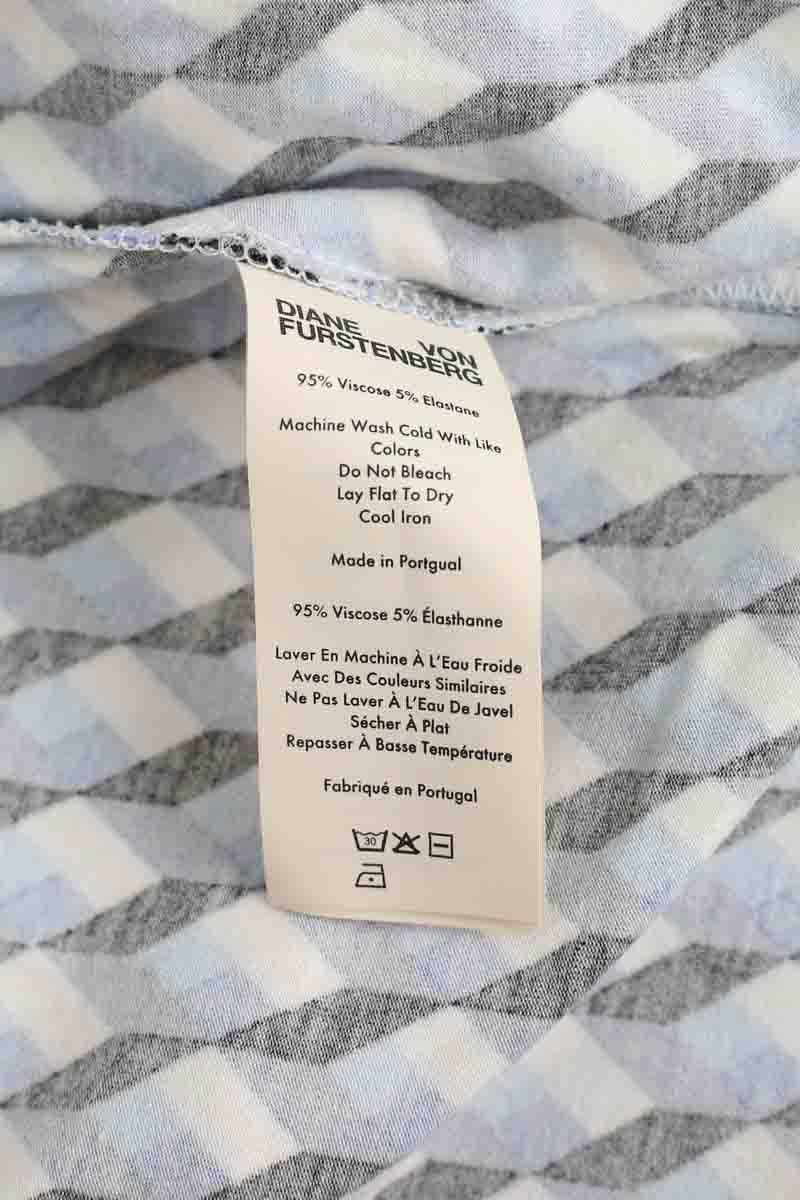 DIANE VON
FURSTENBERG
95% Viscose 5% Elastane
Machine Wash Cold With Like
Colors
Do Not Bleach
Lay Flat To Dry
Cool Iron
Made in Portgual
95% Viscose 5% Élasthanne
Laver En Machine À L'Eau Froide
Avec Des Couleurs Similaires
Ne Pas Laver À L'Eau De Javel
Sécher À Plat
Repasser À Basse Température
Fabriqué en Portugal
30